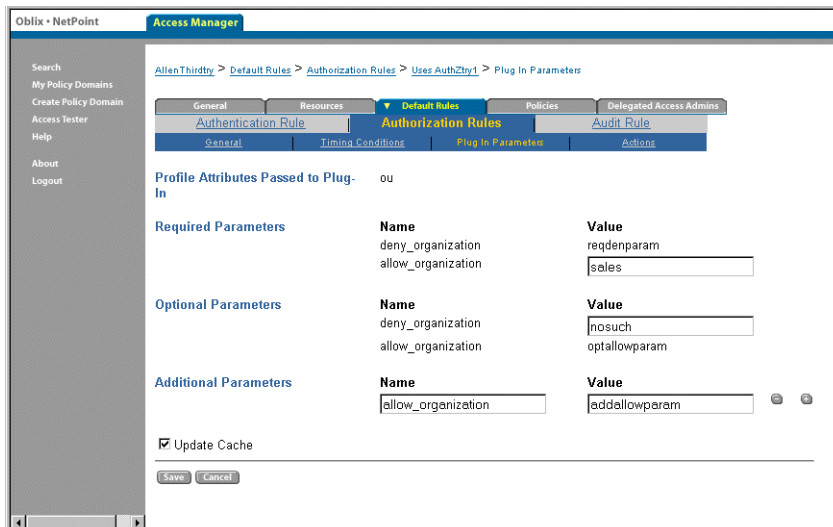 Oblix • NetPoint
Access Manager
Search
My Policy Domains
Create Policy Domain
Access Tester
Help
About
Logout
AllenThirdtry > Default Rules > Authorization Rules > Uses AuthZtry1 > Plug In Parameters
General Resources ▼ Default Rules Policies Delegated Access Admins
Authentication Rule Authorization Rules Audit Rule
General Timing Conditions Plug In Parameters Actions
Profile Attributes Passed to Plug- ou
In
Required Parameters Name Value
deny_organization reqdenparam
allow_organization sales
Optional Parameters Name Value
deny_organization nosuch
allow_organization optallowparam
Additional Parameters Name Value
allow_organization addallowparam
Update Cache
Save Cancel